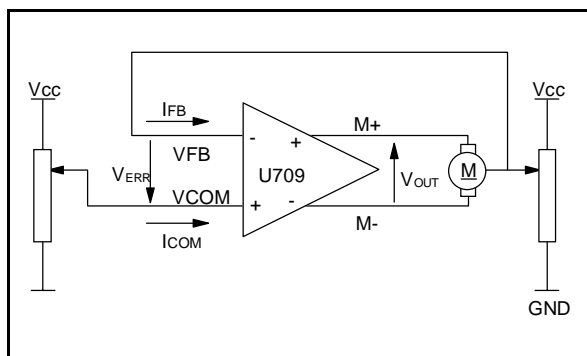 Vcc
IFB
M+
Vcc
-
+
VFB
VERR
U709
VOUT
M
VCOM
+
-
ICOM
M-
GND